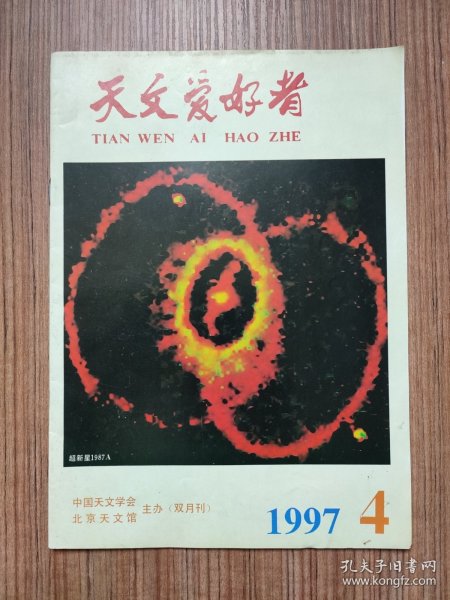 天文爱好者
TIAN WEN AI HAO ZHE
超新星1987A
中国天文学会
北京天文馆
主办（双月刊）
1997 4
孔夫子旧书网
www.kongfz.com